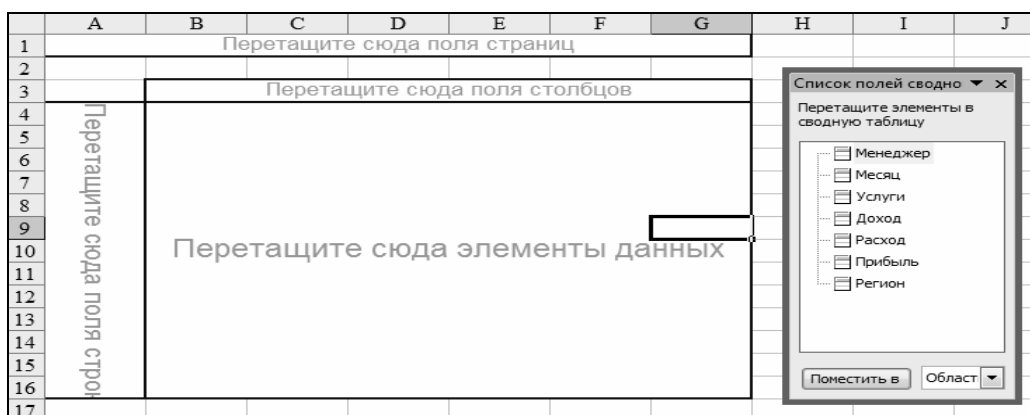 A B C D E F G H I J
1 Перетащите сюда поля страниц
2
3 Перетащите сюда поля столбцов
Список полей сводно
Перетащите элементы в
сводную таблицу
Менеджер
Месяц
Услуги
Доход
Расход
Прибыль
Регион
Поместить в Област
4
5
6
7
8
9
10
11
12
13
14
15
16
17
Перетащите сюда поля строк
Перетащите сюда элементы данных